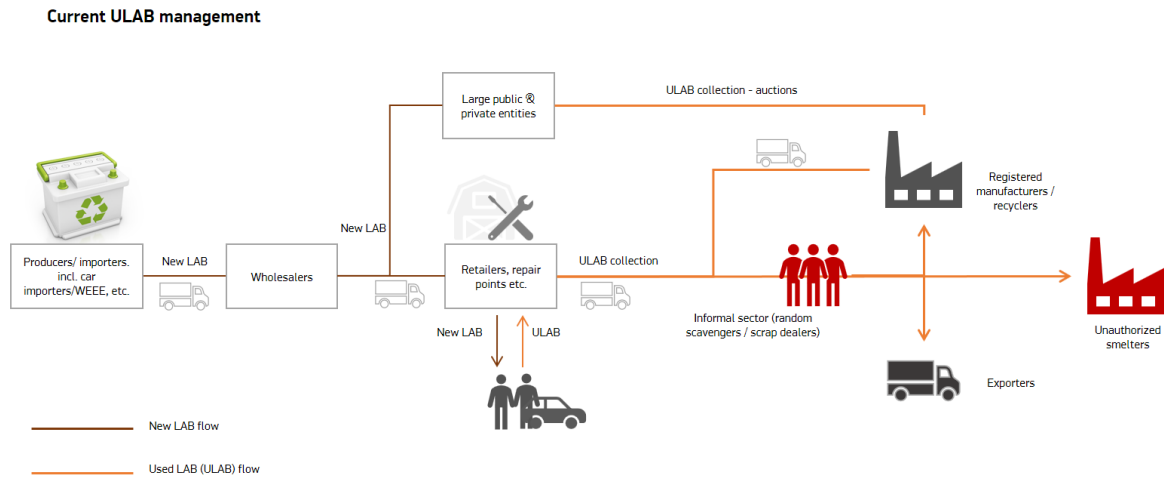 Current ULAB management
Large public &
private entities
ULAB collection - auctions
Registered
manufacturers /
recyclers
New LAB
Producers/ importers.
incl. car
importers/WEEE, etc.
New LAB
Wholesalers
Retailers, repair
points etc.
ULAB collection
Informal sector (random
scavengers / scrap dealers)
Unauthorized
smelters
New LAB
ULAB
Exporters
New LAB flow
Used LAB (ULAB) flow